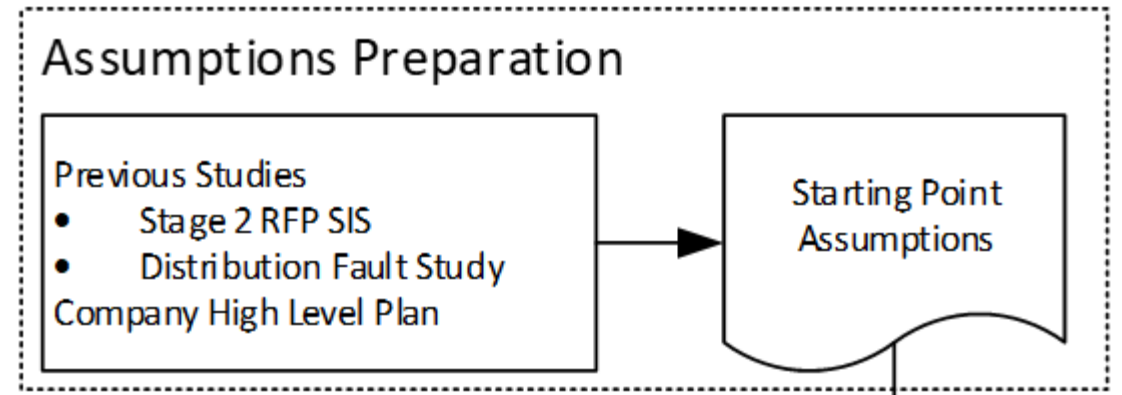 Assumptions Preparation
Previous Studies
• Stage 2 RFP SIS
• Distribution Fault Study
Company High Level Plan
Starting Point
Assumptions